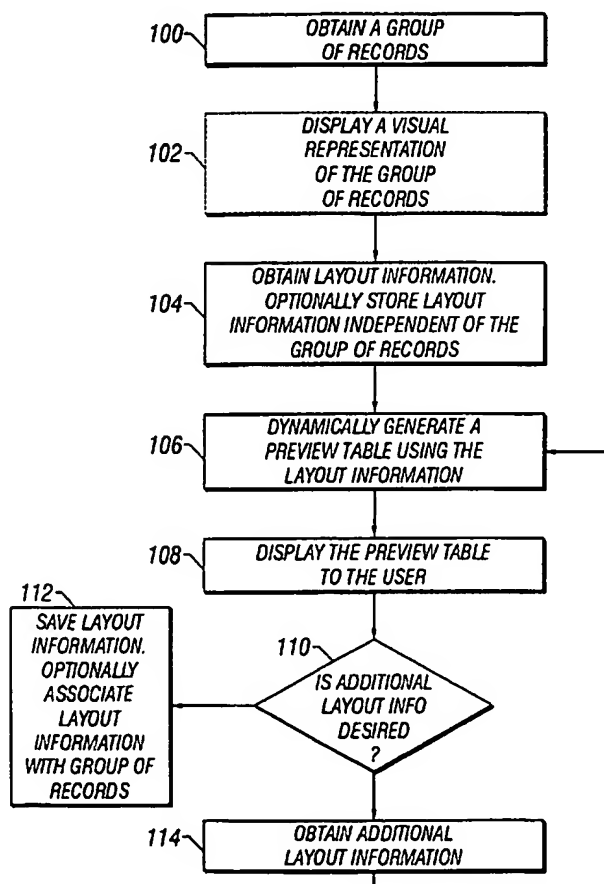 100
OBTAIN A GROUP
OF RECORDS
102
DISPLAY A VISUAL
REPRESENTATION
OF THE GROUP
OF RECORDS
104
OBTAIN LAYOUT INFORMATION.
OPTIONALLY STORE LAYOUT
INFORMATION INDEPENDENT OF THE
GROUP OF RECORDS
106
DYNAMICALLY GENERATE A
PREVIEW TABLE USING THE
LAYOUT INFORMATION
108
DISPLAY THE PREVIEW TABLE
TO THE USER
110
IS ADDITIONAL
LAYOUT INFO
DESIRED
?
112
SAVE LAYOUT
INFORMATION.
OPTIONALLY
ASSOCIATE
LAYOUT
INFORMATION
WITH GROUP OF
RECORDS
114
OBTAIN ADDITIONAL
LAYOUT INFORMATION